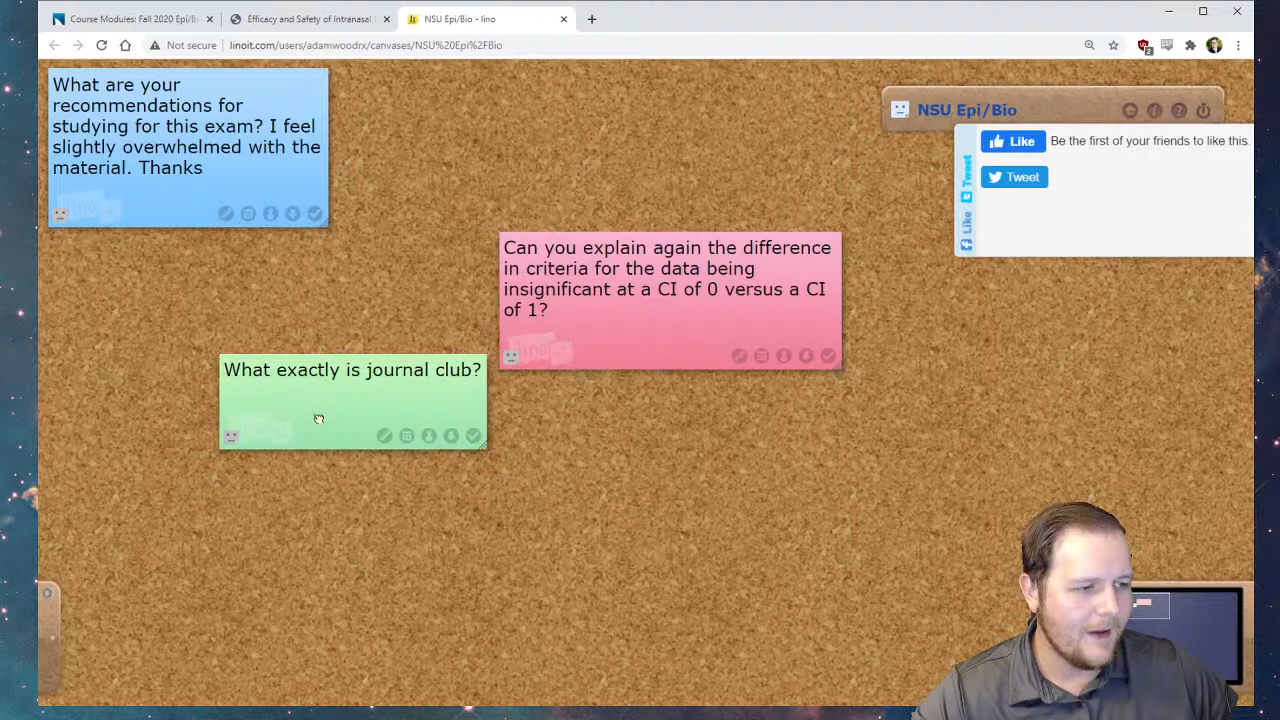 Course Modules: Fall 2020 Epi/Bi
Efficacy and Safety of Intranasal
NSU Epi/Bio - lino
Not secure
linoit.com/users/adamwoodrx/canvases/NSU%20Epi%2FBio
2
What are your
recommendations for
studying for this exam? I feel
slightly overwhelmed with the
material. Thanks
NSU Epi/Bio
Like
Be the first of your friends to like this.
Tweet
Tweet
Like
Can you explain again the difference
in criteria for the data being
insignificant at a CI of 0 versus a CI
of 1?
What exactly is journal club?